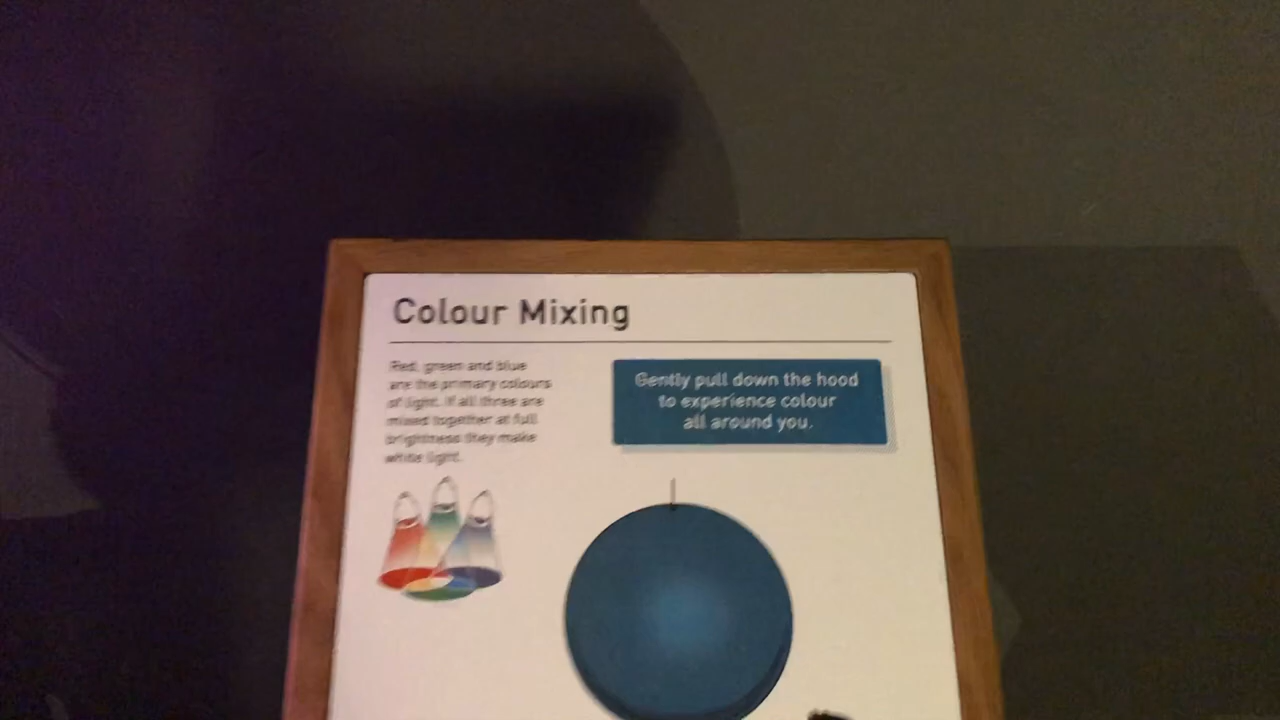 Colour Mixing
Red, green and blue
are the primary colours
of light. If all three are
mixed together at full
brightness they make
white light.
Gently pull down the hood
to experience colour
all around you.